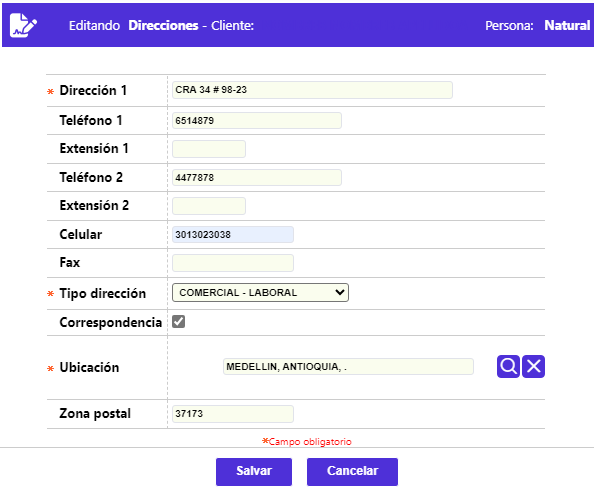 Editando Direcciones - Cliente: Persona: Natural
* Dirección 1 CRA 34 # 98-23
Teléfono 1 6514879
Extensión 1
Teléfono 2 4477878
Extensión 2
Celular 3013023038
Fax
* Tipo dirección COMERCIAL - LABORAL
Correspondencia
* Ubicación MEDELLIN, ANTIOQUIA, .
Zona postal 37173
*Campo obligatorio
Salvar Cancelar